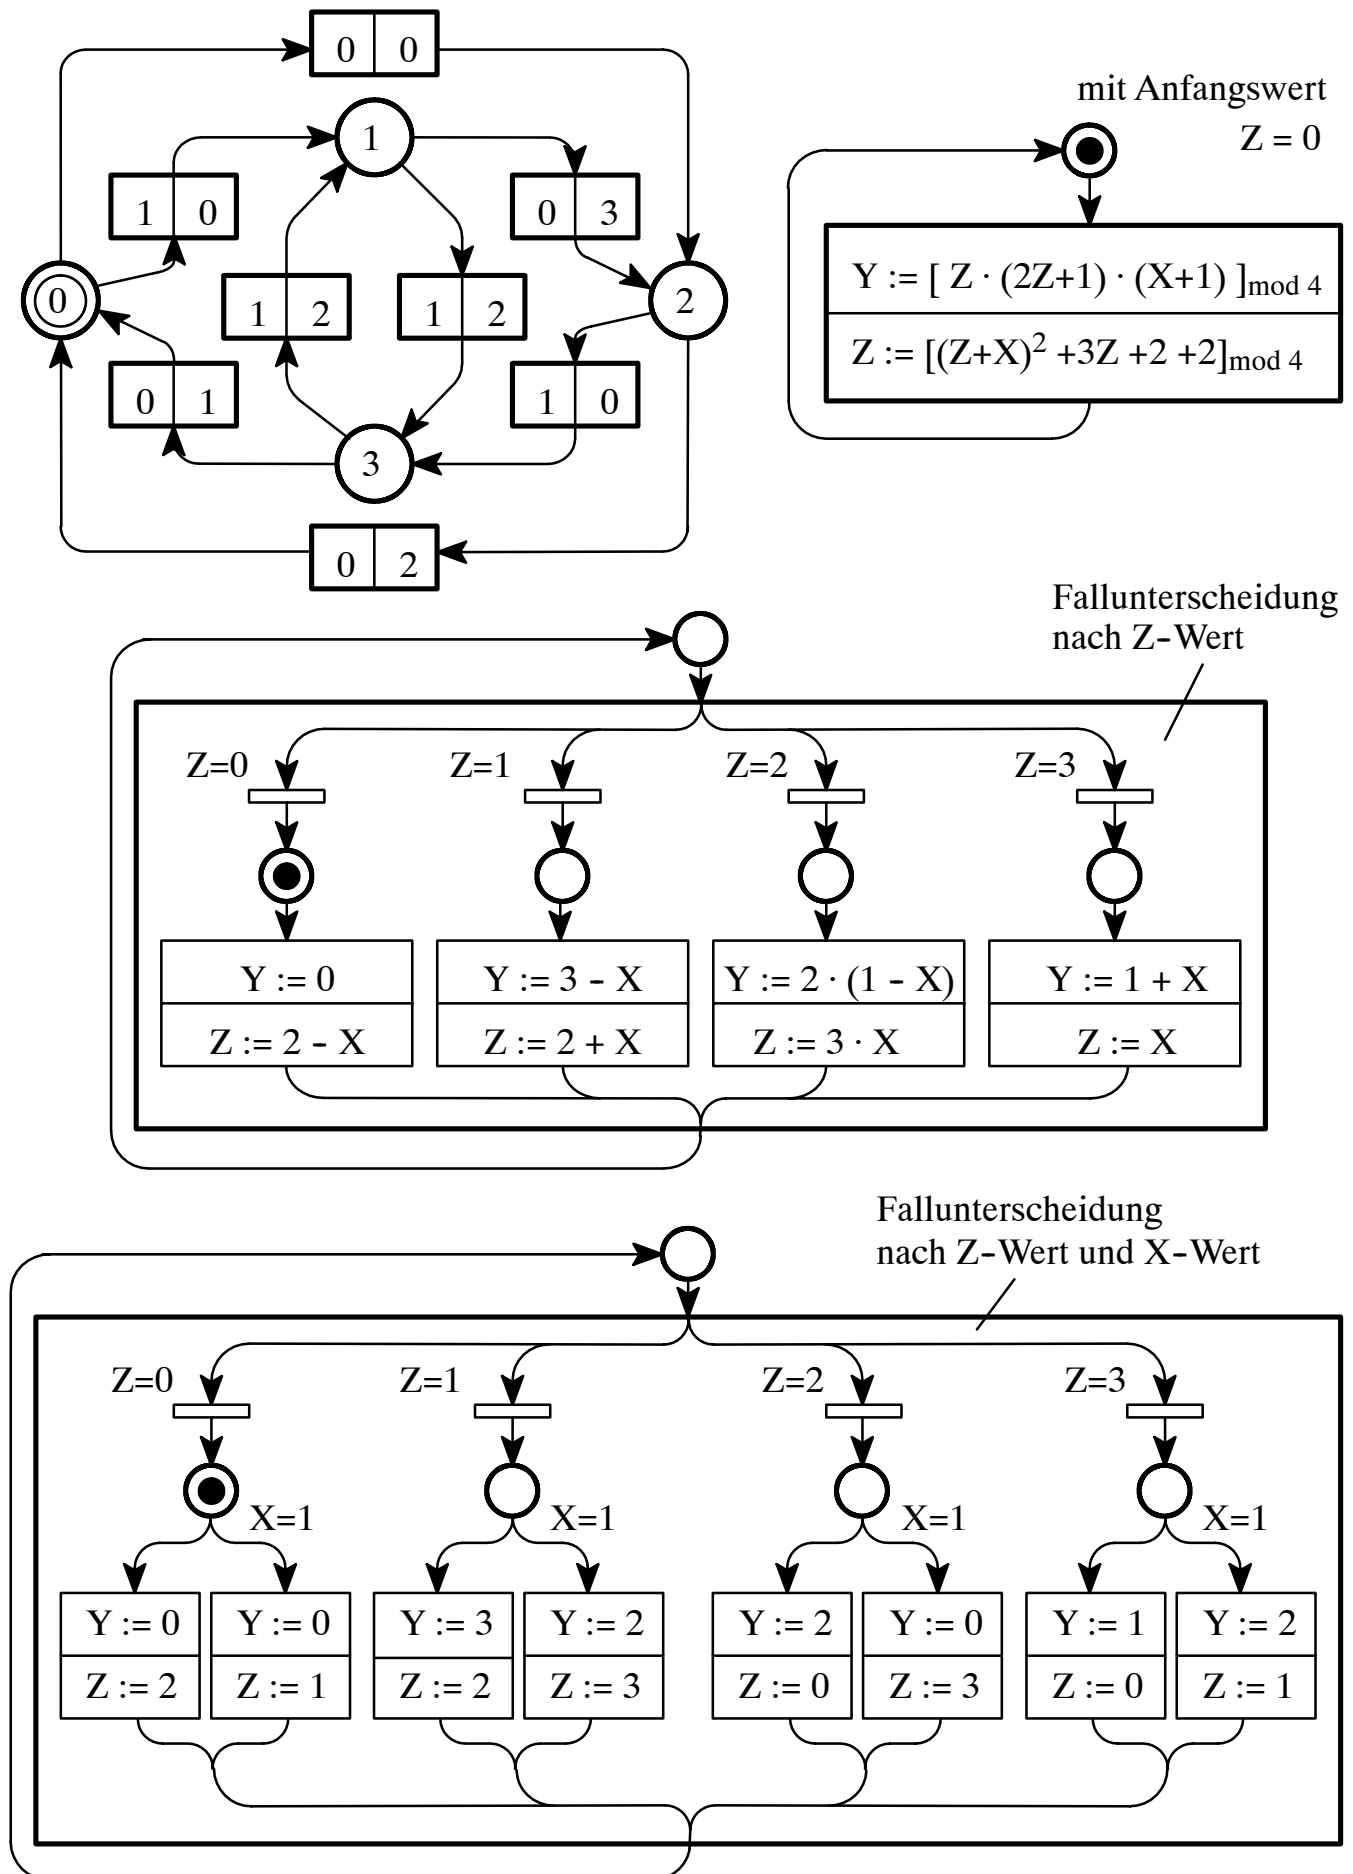 0 0
mit Anfangswert
Z = 0
1
1 0
0 3
0
2
1 2
1 2
Y := [ Z · (2Z+1) · (X+1) ]mod 4
Z := [(Z+X)² +3Z +2 +2]mod 4
0 1
1 0
3
0 2
Fallunterscheidung
nach Z-Wert
Z=0 Z=1 Z=2 Z=3
Y := 0 Y := 3 - X Y := 2 · (1 - X) Y := 1 + X
Z := 2 - X Z := 2 + X Z := 3 · X Z := X
Fallunterscheidung
nach Z-Wert und X-Wert
Z=0 Z=1 Z=2 Z=3
X=1 X=1 X=1 X=1
Y := 0 Y := 0 Y := 3 Y := 2 Y := 2 Y := 0 Y := 1 Y := 2
Z := 2 Z := 1 Z := 2 Z := 3 Z := 0 Z := 3 Z := 0 Z := 1